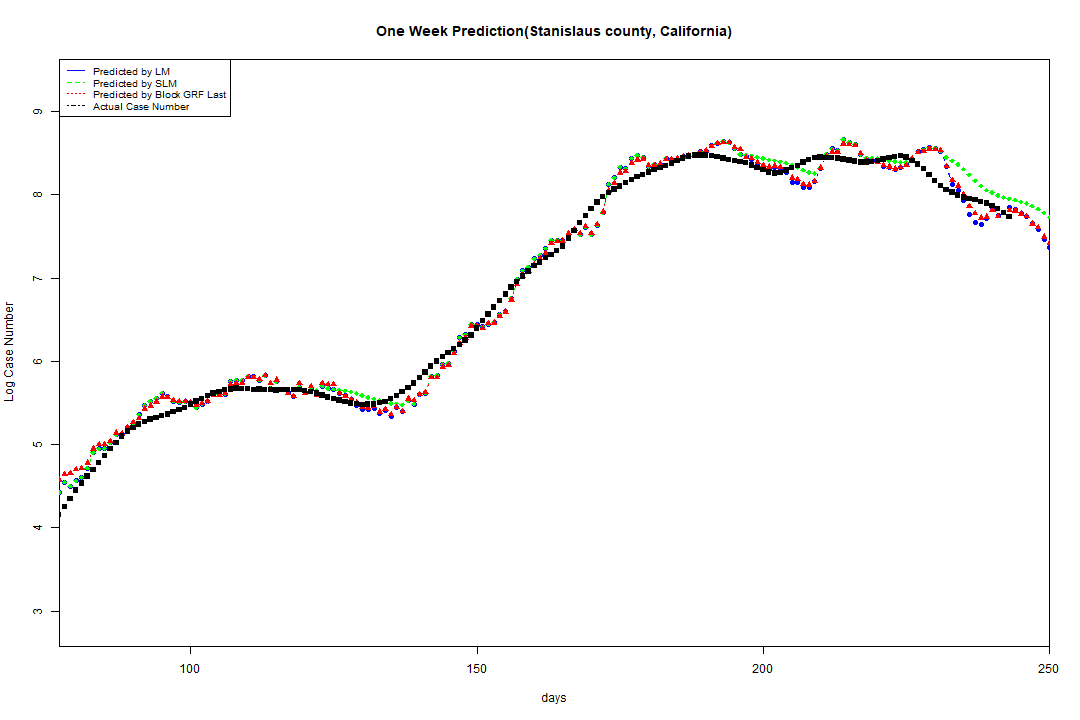 One Week Prediction(Stanislaus county, California)
Predicted by LM
Predicted by SLM
Predicted by Block GRF Last
Actual Case Number
9
8
7
6
5
4
3
Log Case Number
100
150
200
250
days